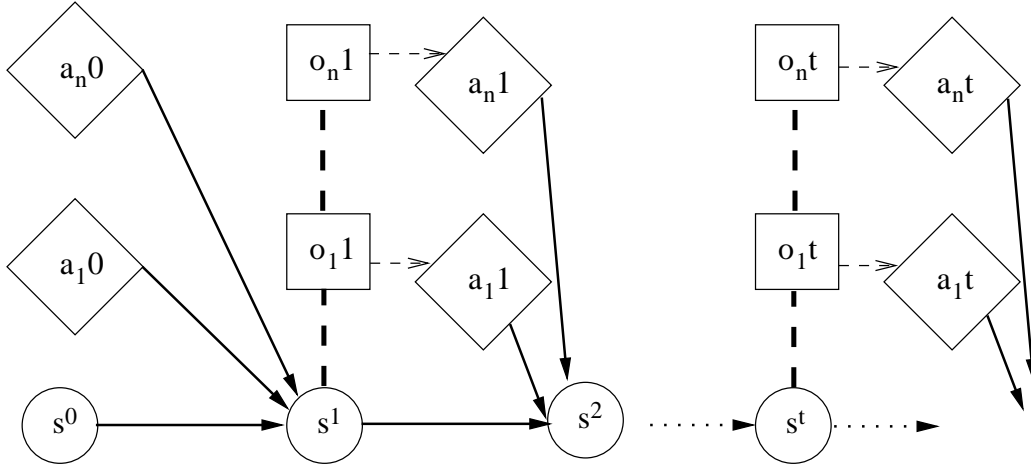 aₙ0 oₙ1 aₙ1 oₙt aₙt
a₁0 o₁1 a₁1 o₁t a₁t
s⁰ s¹ s² sᵗ